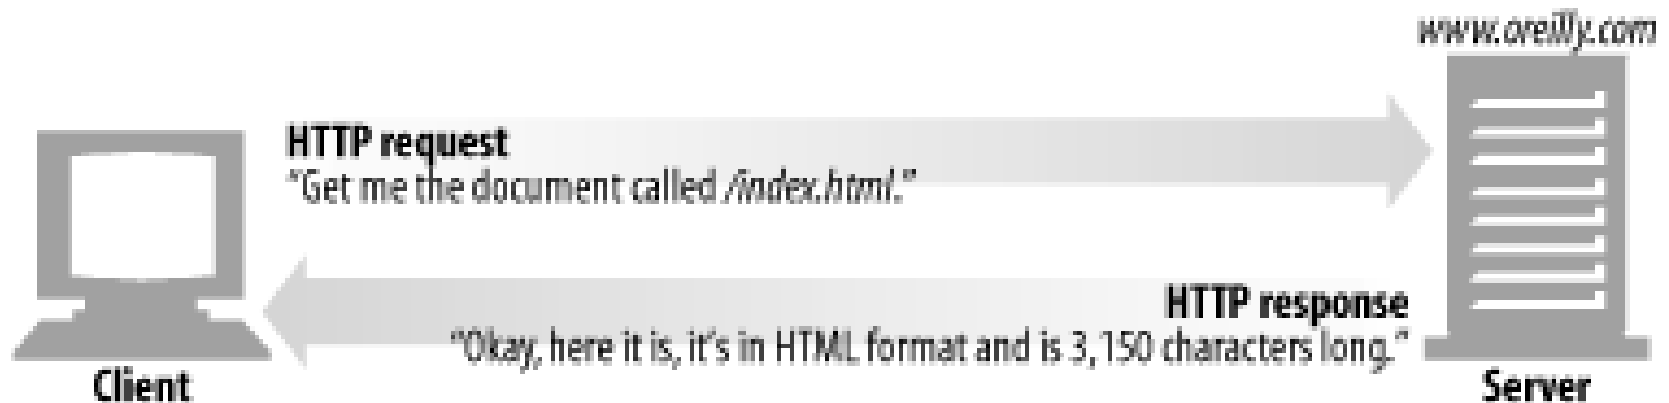 www.oreilly.com
HTTP request
“Get me the document called /index.html.”
HTTP response
“Okay, here it is, it’s in HTML format and is 3,150 characters long.”
Client
Server